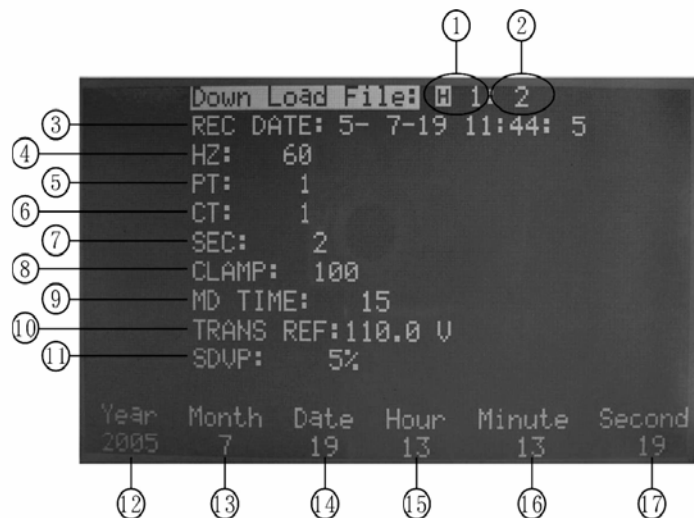 ① ②
Down Load File: H 1: 2
③ REC DATE: 5- 7-19 11:44: 5
④ HZ: 60
⑤ PT: 1
⑥ CT: 1
⑦ SEC: 2
⑧ CLAMP: 100
⑨ MD TIME: 15
⑩ TRANS REF:110.0 V
⑪ SDVP: 5%
Year Month Date Hour Minute Second
2005 7 19 13 13 19
⑫ ⑬ ⑭ ⑮ ⑯ ⑰